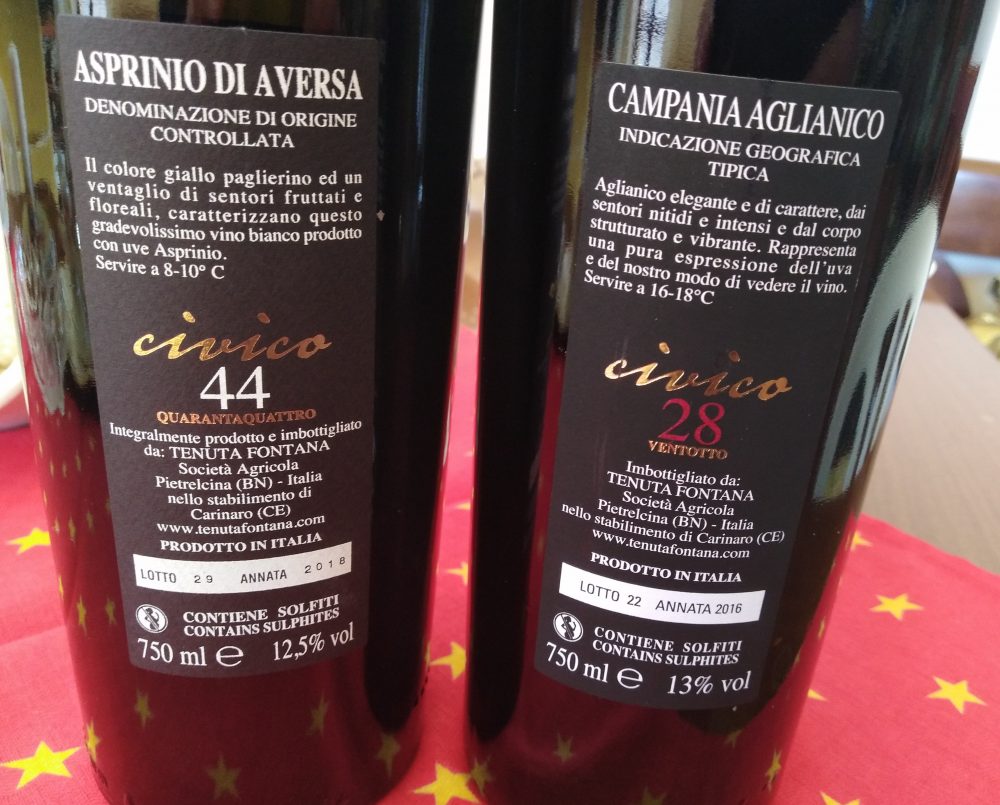 ASPRINIO DI AVERSA
DENOMINAZIONE DI ORIGINE
CONTROLLATA
Il colore giallo paglierino ed un
ventaglio di sentori fruttati e
floreali, caratterizzano questo
gradevolissimo vino bianco prodotto
con uve Asprinio.
Servire a 8-10° C
civico
44
QUARANTAQUATTRO
Integralmente prodotto e imbottigliato
da: TENUTA FONTANA
Società Agricola
Pietrelcina (BN) - Italia
nello stabilimento di
Carinaro (CE)
www.tenutafontana.com
PRODOTTO IN ITALIA
LOTTO 29 ANNATA 2018
CONTIENE SOLFITI
CONTAINS SULPHITES
750 ml e 12,5% vol
CAMPANIA AGLIANICO
INDICAZIONE GEOGRAFICA
TIPICA
Aglianico elegante e di carattere, dai
sentori nitidi e intensi e dal corpo
strutturato e vibrante. Rappresenta
una pura espressione dell'uva
e del nostro modo di vedere il vino.
Servire a 16-18°C
civico
28
VENTOTTO
Imbottigliato da:
TENUTA FONTANA
Società Agricola
Pietrelcina (BN) - Italia
nello stabilimento di Carinaro (CE)
www.tenutafontana.com
PRODOTTO IN ITALIA
LOTTO 22 ANNATA 2016
CONTIENE SOLFITI
CONTAINS SULPHITES
750 ml e 13% vol